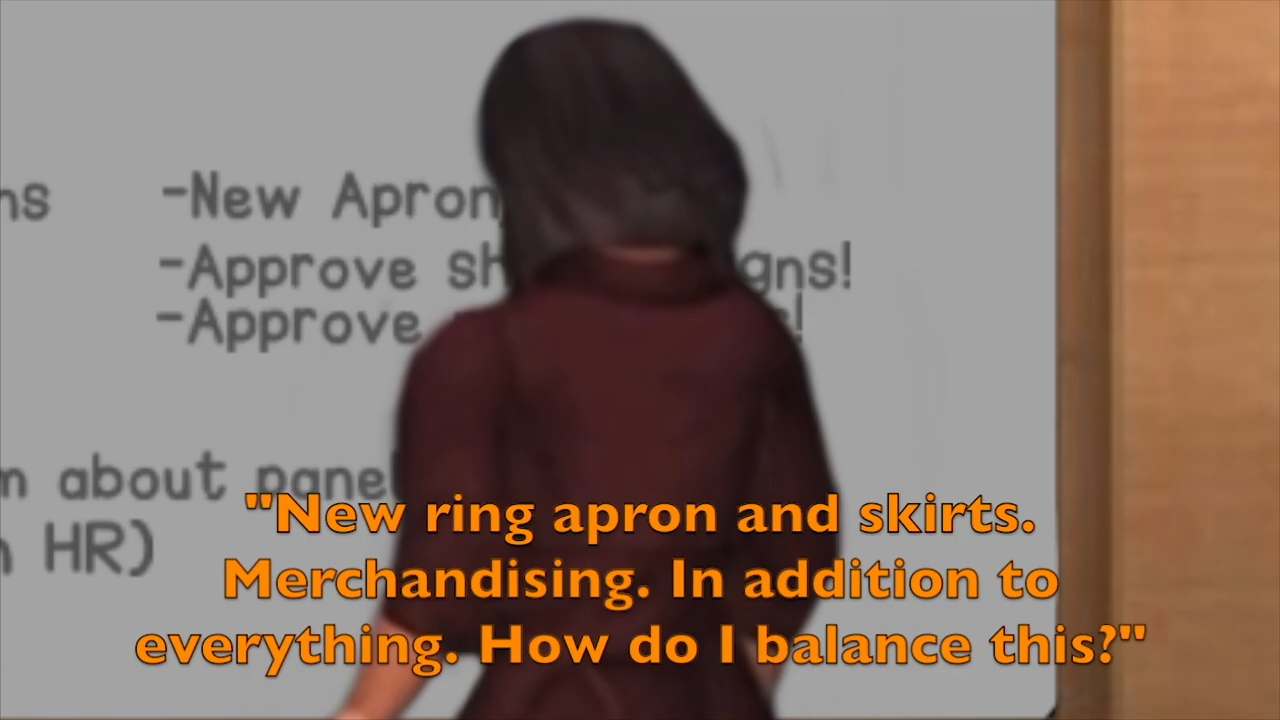 ns -New Apron
-Approve sh gns!
-Approve !
m about pane
HR)
"New ring apron and skirts.
Merchandising. In addition to
everything. How do I balance this?"